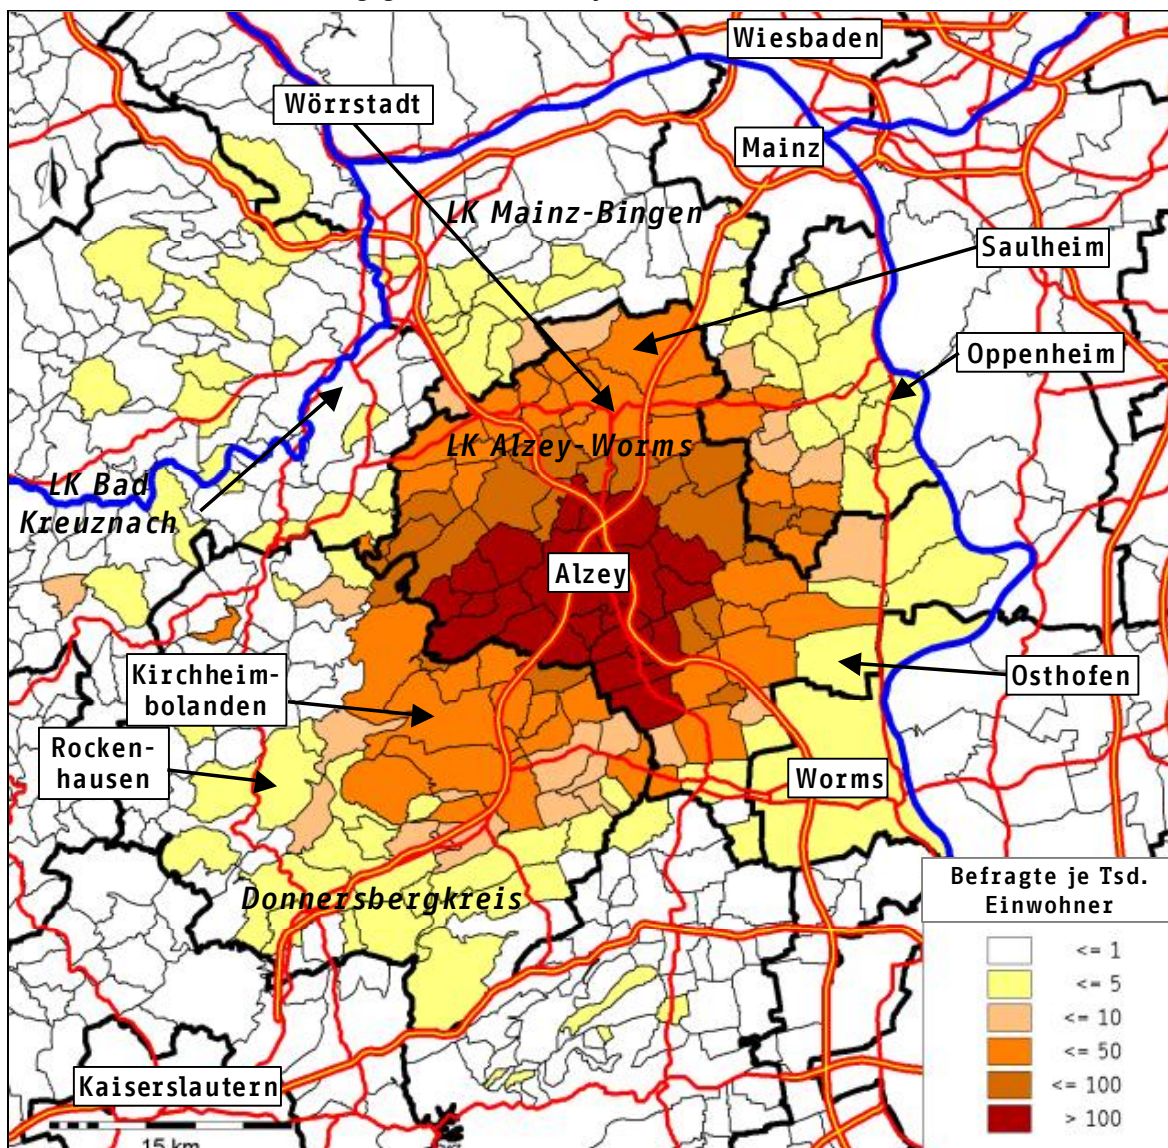 Wiesbaden
Wörrstadt
Mainz
LK Mainz-Bingen
Saulheim
Oppenheim
LK Alzey-Worms
LK Bad
Kreuznach
Alzey
Kirchheim-
bolanden
Osthofen
Rocken-
hausen
Worms
Donnersbergkreis
Befragte je Tsd.
Einwohner
<= 1
<= 5
<= 10
<= 50
<= 100
> 100
Kaiserslautern
15 km